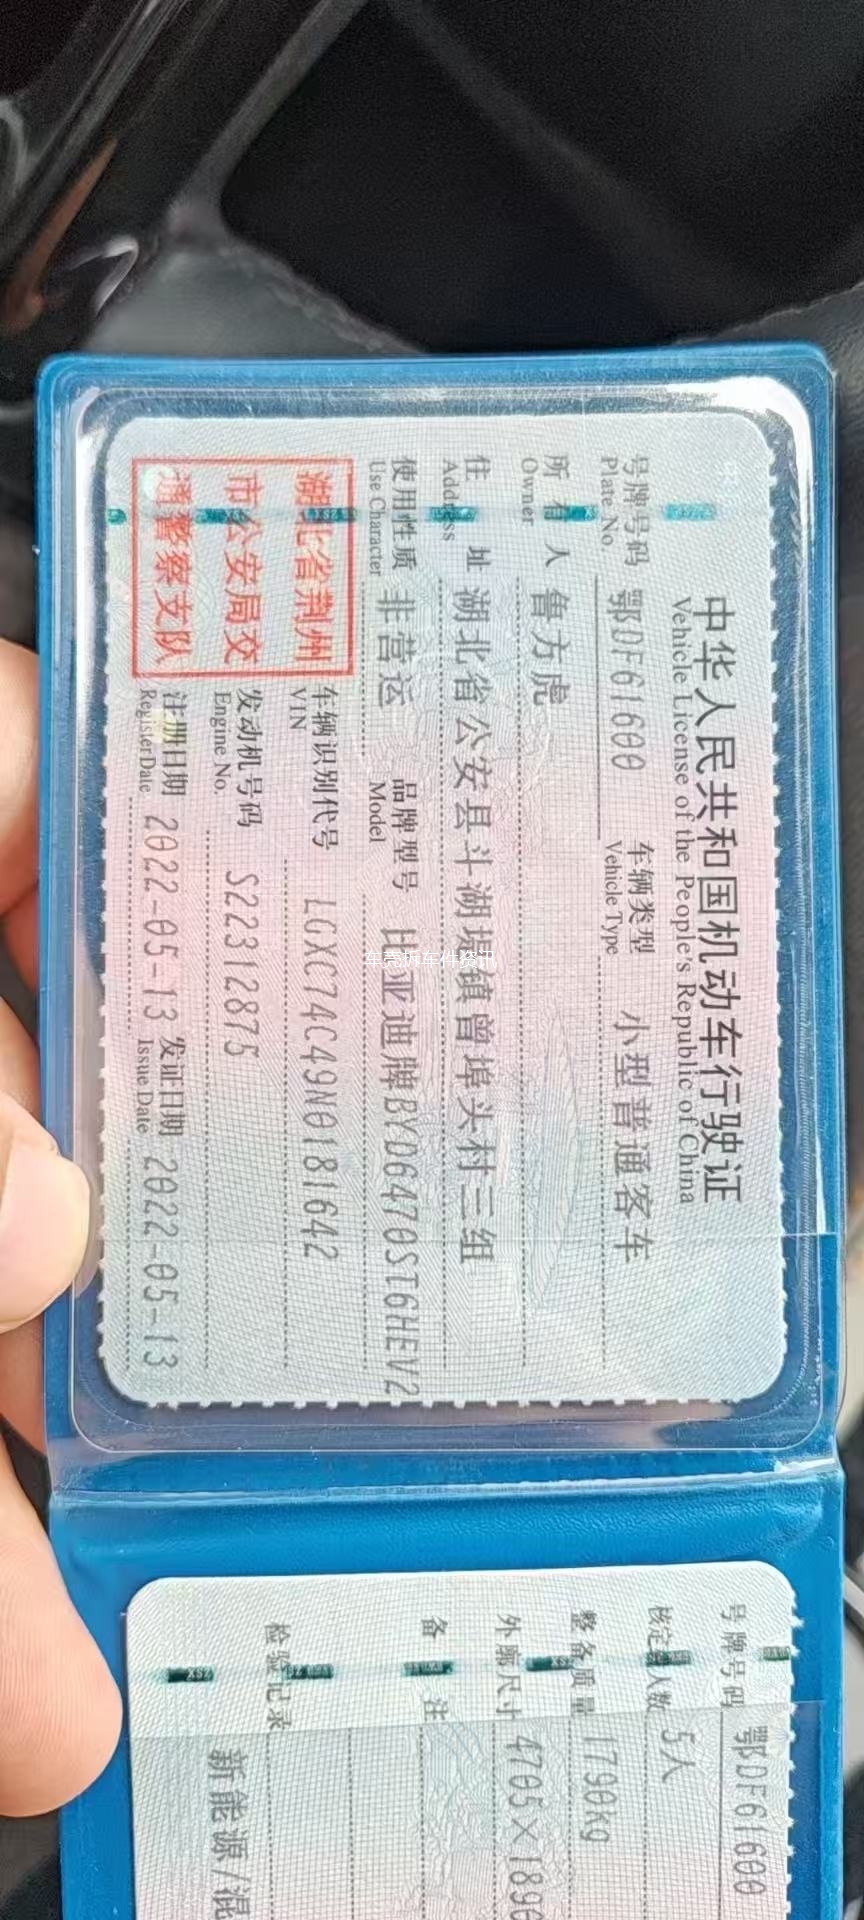 中华人民共和国机动车行驶证
Vehicle License of the People's Republic of China
号牌号码 鄂DF61600 车辆类型 小型普通客车
Plate No. Vehicle Type
所有人 鲁方虎
Owner
住址 湖北省公安县斗湖堤镇曾埠头村三组
Address
使用性质 非营运 品牌型号 比亚迪牌BYD6470ST6HEV2
Use Character Model
湖北省荆州
市公安局交
通警察支队
车辆识别代号 LGXC74C49N0181642
VIN
发动机号码 S22312875
Engine No.
注册日期 2022-05-13 发证日期 2022-05-13
Register Date Issue Date
车莞拆车件资讯
号牌号码 鄂DF61600
核定载人数 5人
整备质量 1790kg
外廓尺寸 4705×1890
备注
检验记录
新能源/混